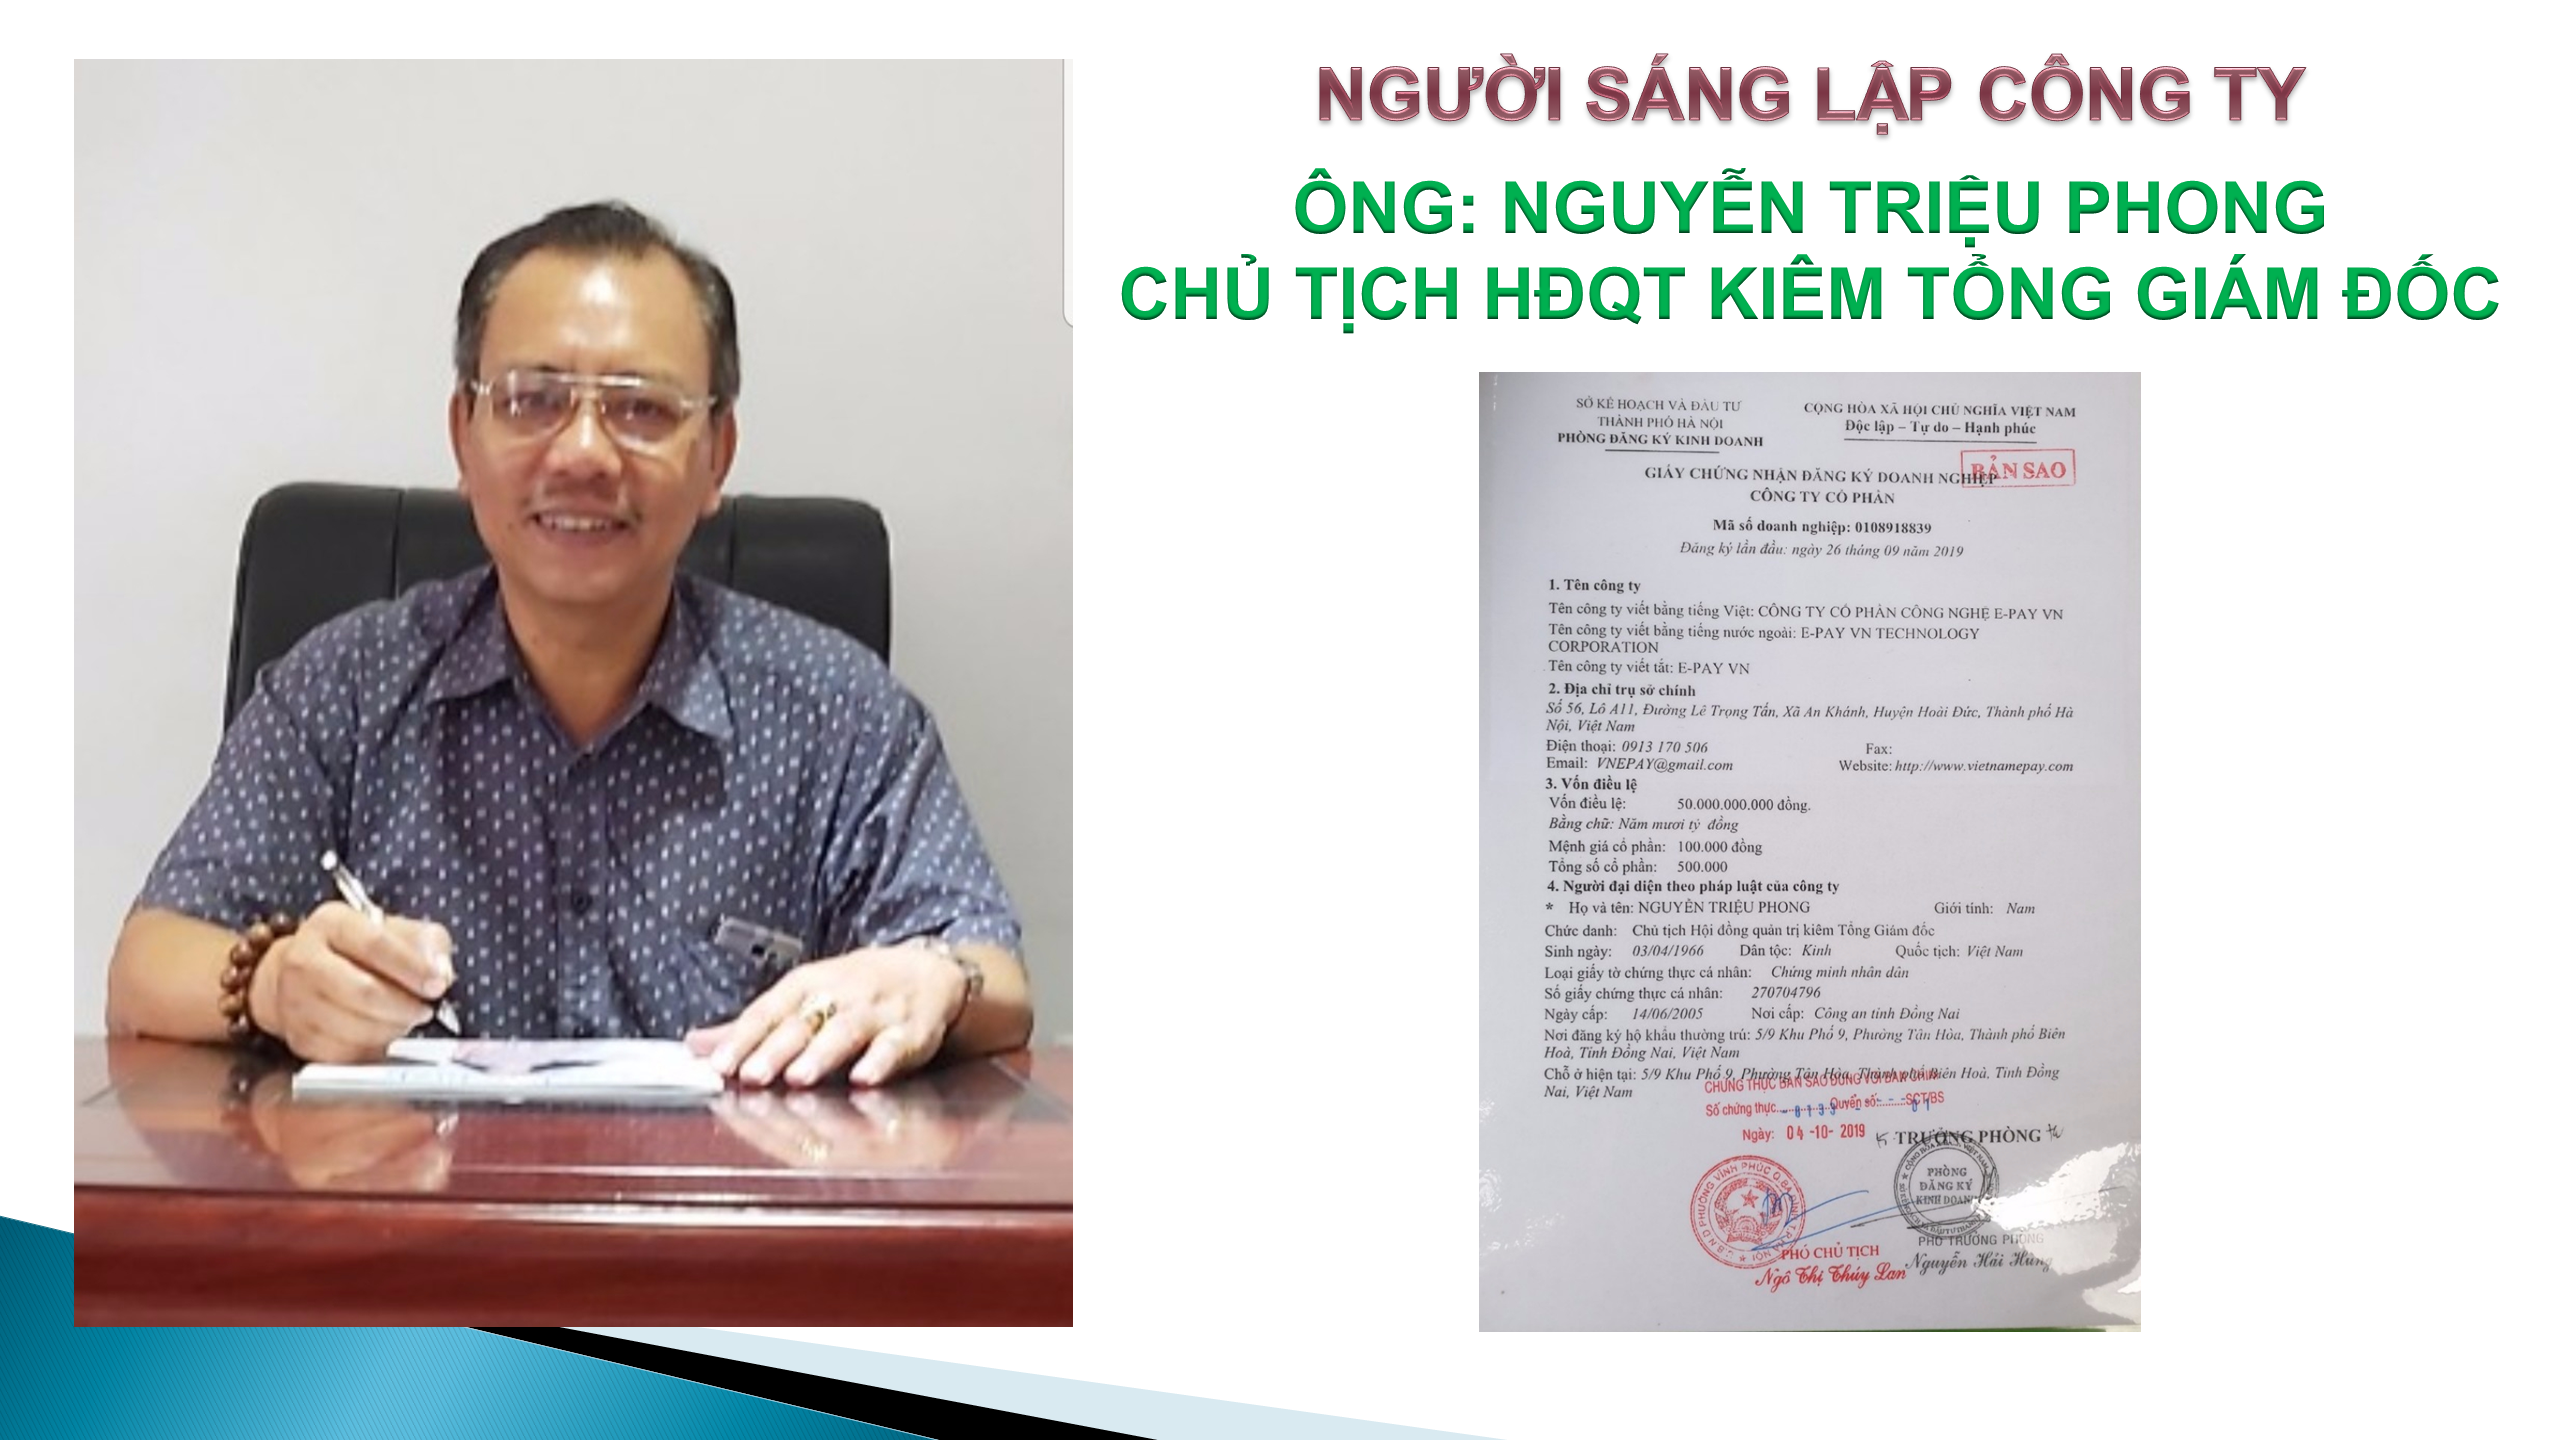 NGƯỜI SÁNG LẬP CÔNG TY
ÔNG: NGUYỄN TRIỆU PHONG
CHỦ TỊCH HĐQT KIÊM TỔNG GIÁM ĐỐC
SỞ KẾ HOẠCH VÀ ĐẦU TƯ
THÀNH PHỐ HÀ NỘI
PHÒNG ĐĂNG KÝ KINH DOANH
CỘNG HÒA XÃ HỘI CHỦ NGHĨA VIỆT NAM
Độc lập – Tự do – Hạnh phúc
BẢN SAO
GIẤY CHỨNG NHẬN ĐĂNG KÝ DOANH NGHIỆP
CÔNG TY CỔ PHẦN
Mã số doanh nghiệp: 0108918839
Đăng ký lần đầu: ngày 26 tháng 09 năm 2019
1. Tên công ty
Tên công ty viết bằng tiếng Việt: CÔNG TY CỔ PHẦN CÔNG NGHỆ E-PAY VN
Tên công ty viết bằng tiếng nước ngoài: E-PAY VN TECHNOLOGY
CORPORATION
Tên công ty viết tắt: E-PAY VN
2. Địa chỉ trụ sở chính
Số 56, Lô A11, Đường Lê Trọng Tấn, Xã An Khánh, Huyện Hoài Đức, Thành phố Hà
Nội, Việt Nam
Điện thoại: 0913 170 506 Fax:
Email: VNEPAY@gmail.com Website: http://www.vietnamepay.com
3. Vốn điều lệ
Vốn điều lệ: 50.000.000.000 đồng.
Bằng chữ: Năm mươi tỷ đồng
Mệnh giá cổ phần: 100.000 đồng
Tổng số cổ phần: 500.000
4. Người đại diện theo pháp luật của công ty
* Họ và tên: NGUYỄN TRIỆU PHONG Giới tính: Nam
Chức danh: Chủ tịch Hội đồng quản trị kiêm Tổng Giám đốc
Sinh ngày: 03/04/1966 Dân tộc: Kinh Quốc tịch: Việt Nam
Loại giấy tờ chứng thực cá nhân: Chứng minh nhân dân
Số giấy chứng thực cá nhân: 270704796
Ngày cấp: 14/06/2005 Nơi cấp: Công an tỉnh Đồng Nai
Nơi đăng ký hộ khẩu thường trú: 5/9 Khu Phố 9, Phường Tân Hòa, Thành phố Biên
Hoà, Tỉnh Đồng Nai, Việt Nam
Chỗ ở hiện tại: 5/9 Khu Phố 9, Phường Tân Hòa, Thành phố Biên Hoà, Tỉnh Đồng
Nai, Việt Nam
CHỨNG THỰC BẢN SAO ĐÚNG VỚI BẢN CHÍNH
Số chứng thực Quyển số: SCT/BS
Ngày: 04-10-2019
TRƯỞNG PHÒNG
PHÒNG
ĐĂNG KÝ
KINH DOANH
PHÓ CHỦ TỊCH
Ngô Thị Thúy Lan
PHÓ TRƯỞNG PHÒNG
Nguyễn Hải Hùng